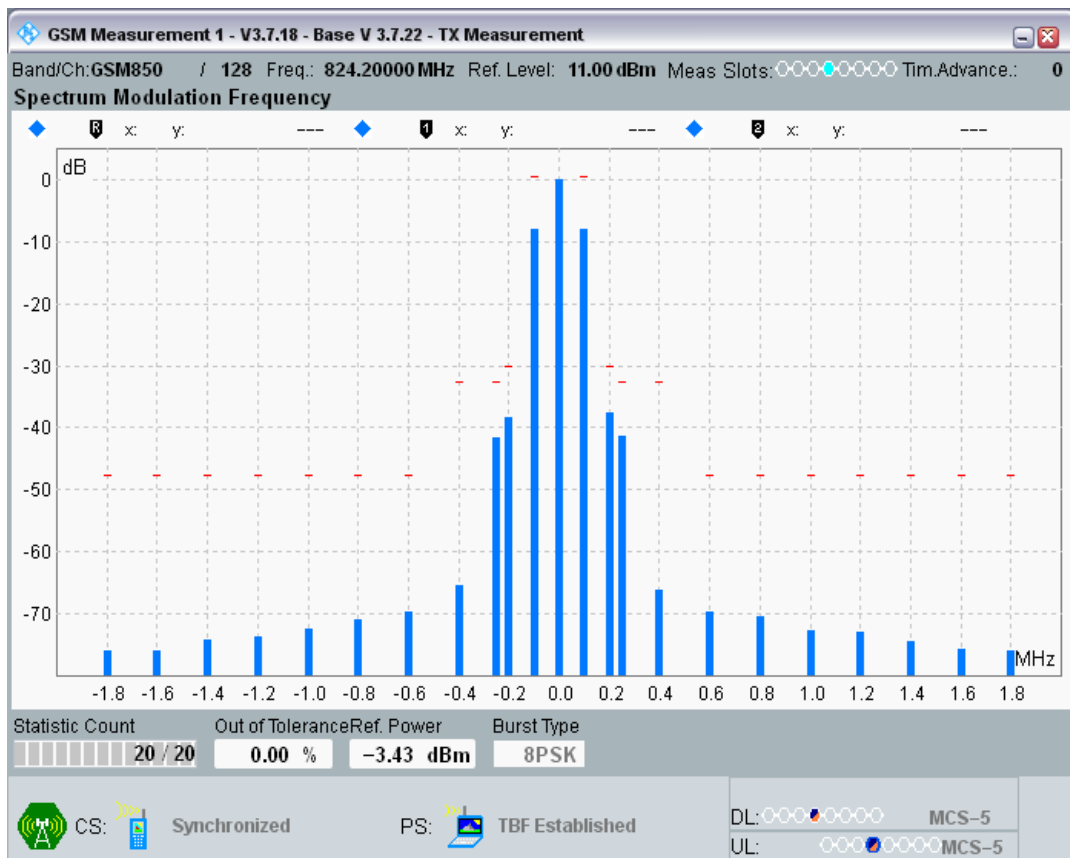 GSM Measurement 1 - V3.7.18 - Base V 3.7.22 - TX Measurement
Band/Ch:GSM850 / 128 Freq.: 824.20000 MHz Ref. Level: 11.00 dBm Meas Slots: Tim.Advance.: 0
Spectrum Modulation Frequency
R x: y: --- 1 x: y: --- 2 x: y: ---
dB
0
-10
-20
-30
-40
-50
-60
-70
MHz
-1.8 -1.6 -1.4 -1.2 -1.0 -0.8 -0.6 -0.4 -0.2 0.0 0.2 0.4 0.6 0.8 1.0 1.2 1.4 1.6 1.8
Statistic Count Out of Tolerance Ref. Power Burst Type
20 / 20 0.00 % −3.43 dBm 8PSK
CS: Synchronized PS: TBF Established
DL: MCS−5
UL: MCS−5